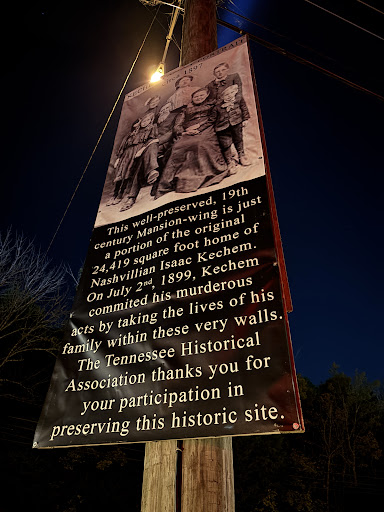 1897
This well-preserved, 19th
century Mansion-wing is just
a portion of the original
24,419 square foot home of
Nashvillian Isaac Kechem.
On July 2nd, 1899, Kechem
commited his murderous
acts by taking the lives of his
family within these very walls.
The Tennessee Historical
Association thanks you for
your participation in
preserving this historic site.